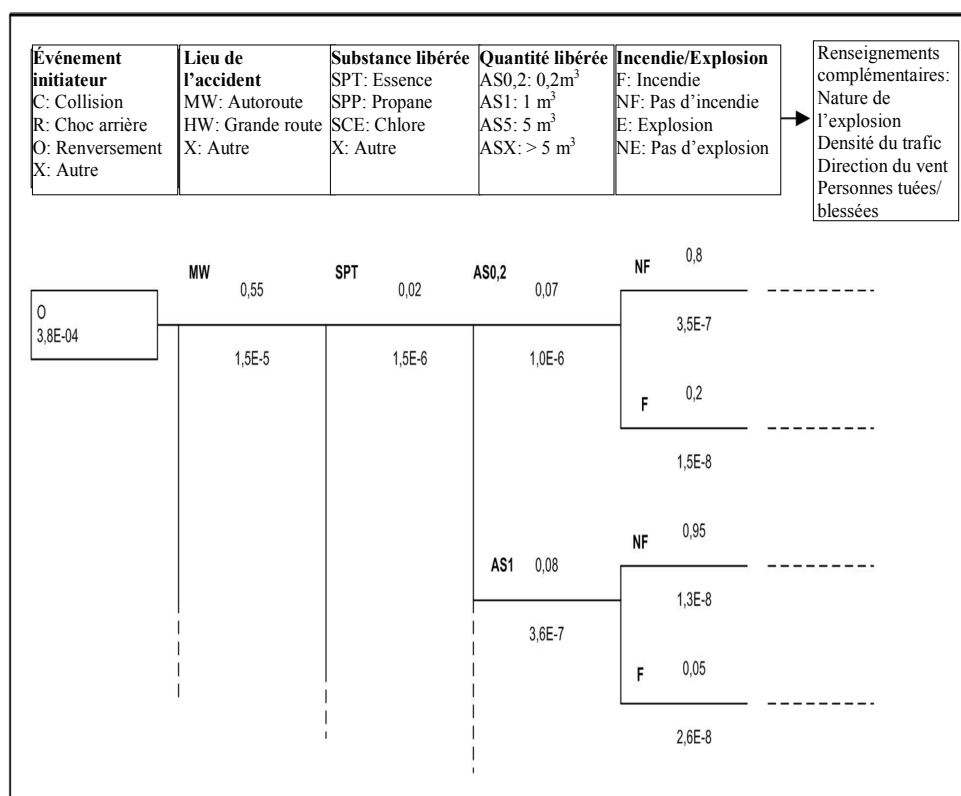 Événement
initiateur
C: Collision
R: Choc arrière
O: Renversement
X: Autre
Lieu de
l'accident
MW: Autoroute
HW: Grande route
X: Autre
Substance libérée
SPT: Essence
SPP: Propane
SCE: Chlore
X: Autre
Quantité libérée
AS0,2: 0,2m³
AS1: 1 m³
AS5: 5 m³
ASX: > 5 m³
Incendie/Explosion
F: Incendie
NF: Pas d'incendie
E: Explosion
NE: Pas d'explosion
Renseignements
complémentaires:
Nature de
l'explosion
Densité du trafic
Direction du vent
Personnes tuées/
blessées
O
3,8E-04
MW
0,55
1,5E-5
SPT
0,02
1,5E-6
AS0,2
0,07
1,0E-6
NF
0,8
3,5E-7
F
0,2
1,5E-8
AS1
0,08
3,6E-7
NF
0,95
1,3E-8
F
0,05
2,6E-8